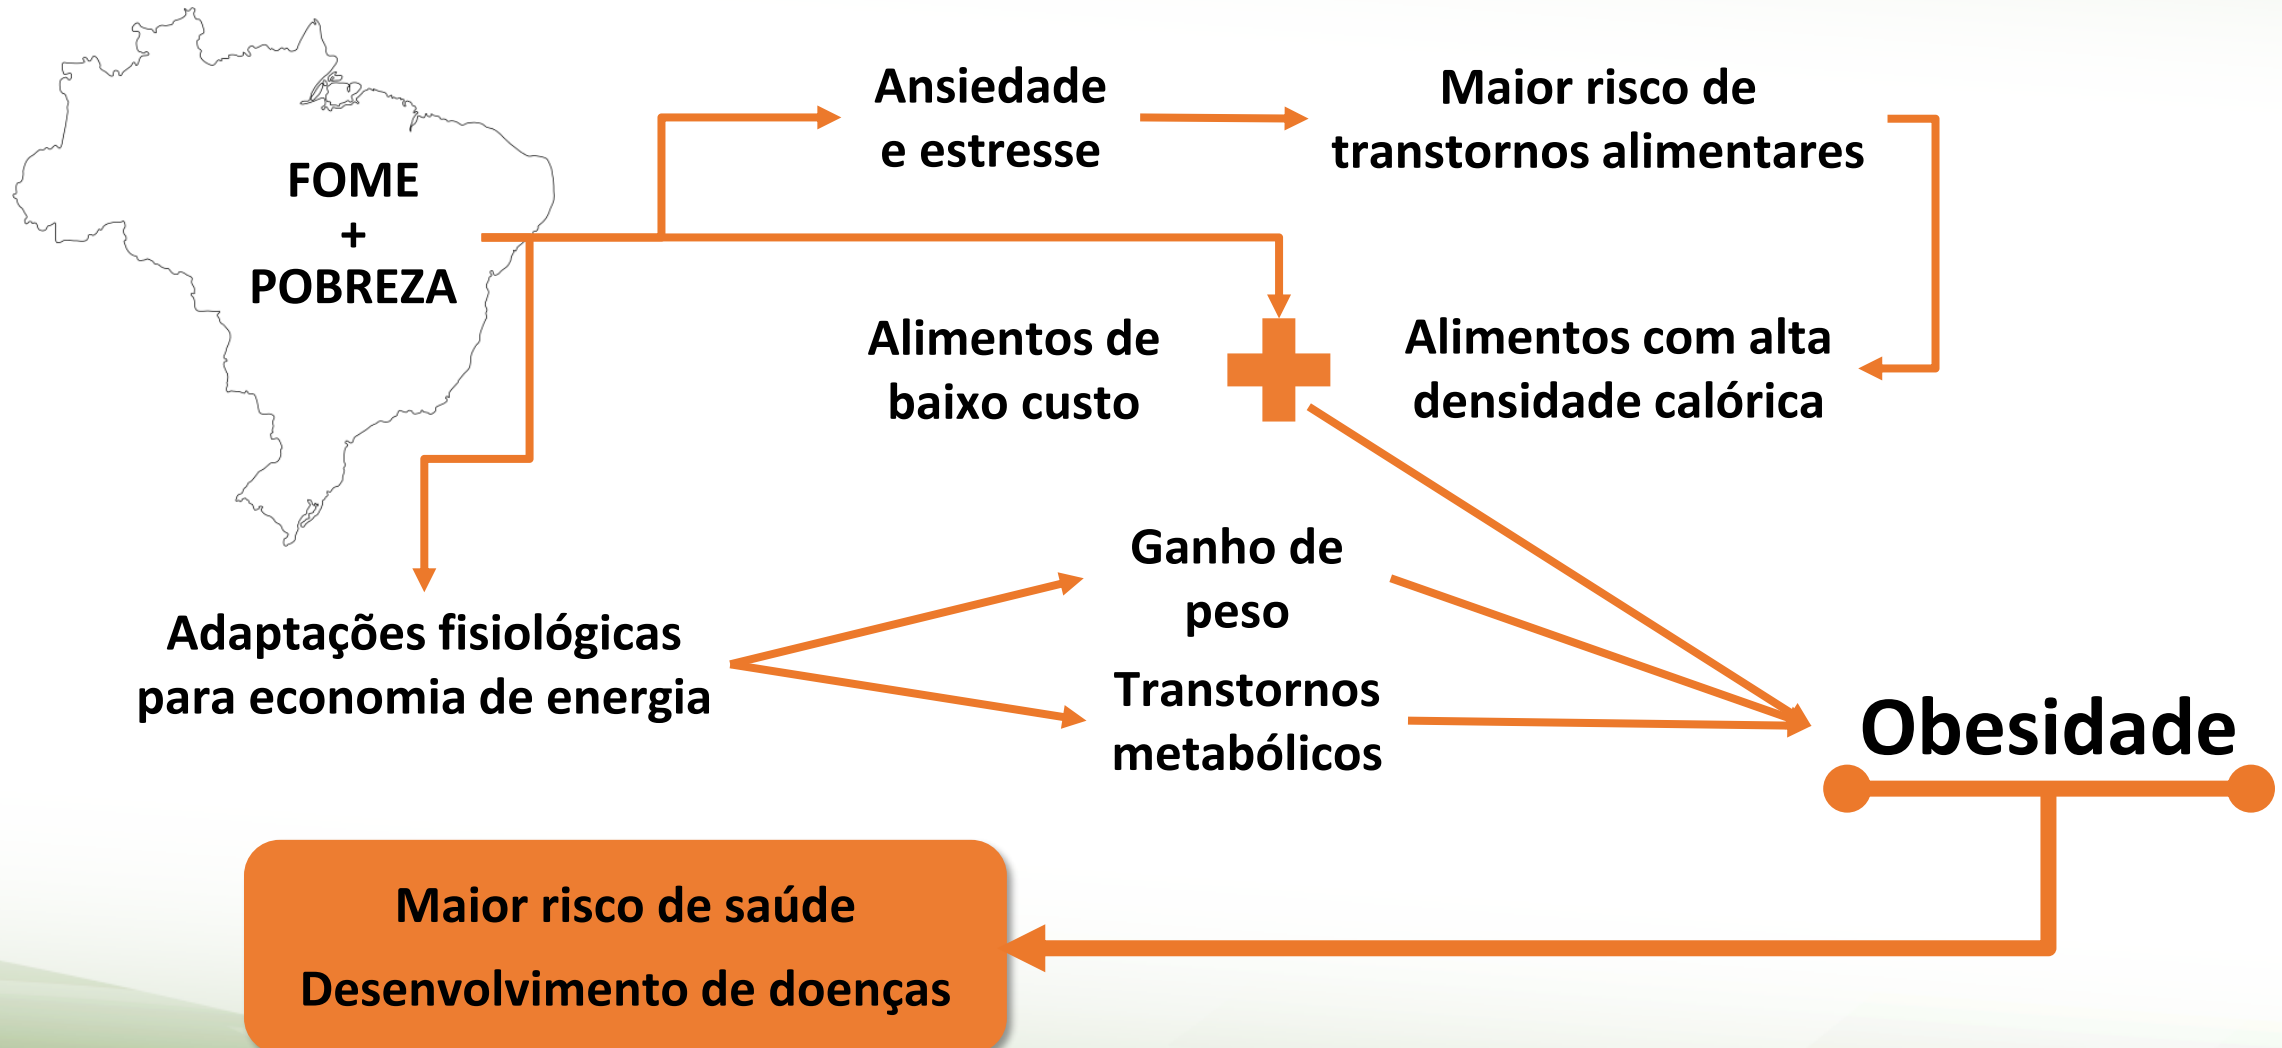 FOME
+
POBREZA
Ansiedade
e estresse
Maior risco de
transtornos alimentares
Alimentos de
baixo custo
Alimentos com alta
densidade calórica
Adaptações fisiológicas
para economia de energia
Ganho de
peso
Transtornos
metabólicos
Obesidade
Maior risco de saúde
Desenvolvimento de doenças